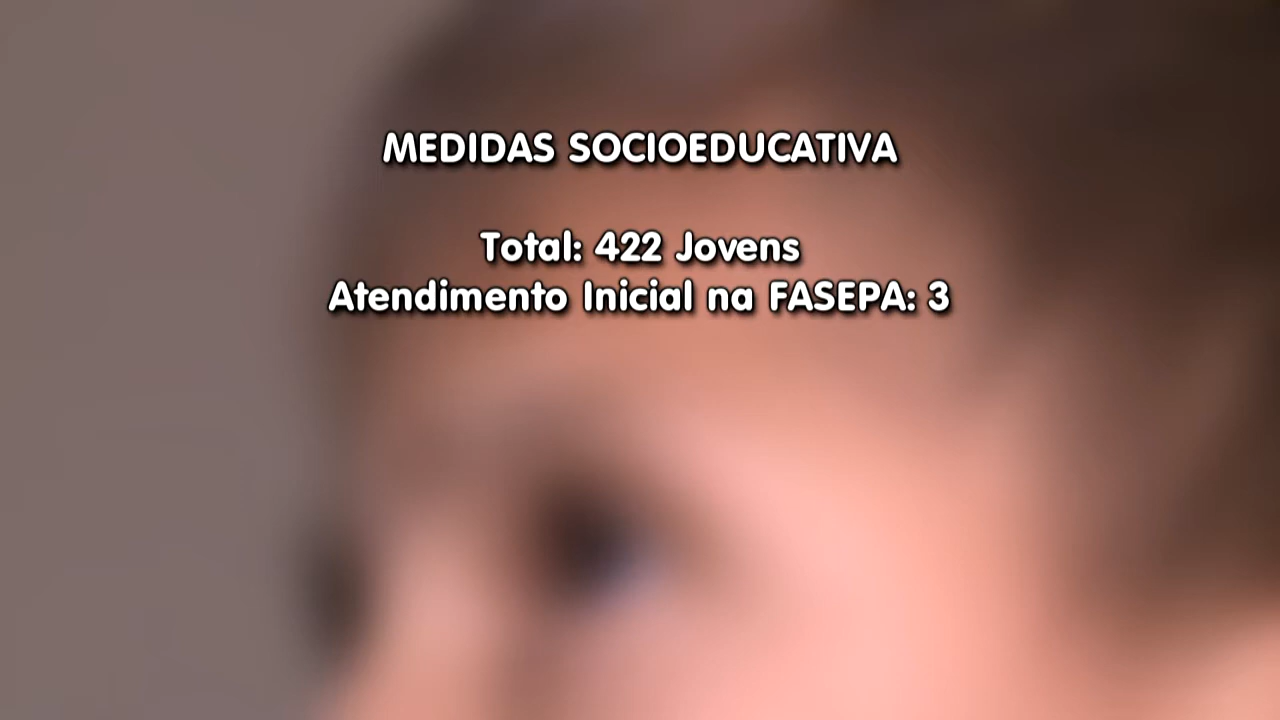 MEDIDAS SOCIOEDUCATIVA
Total: 422 Jovens
Atendimento Inicial na FASEPA: 3